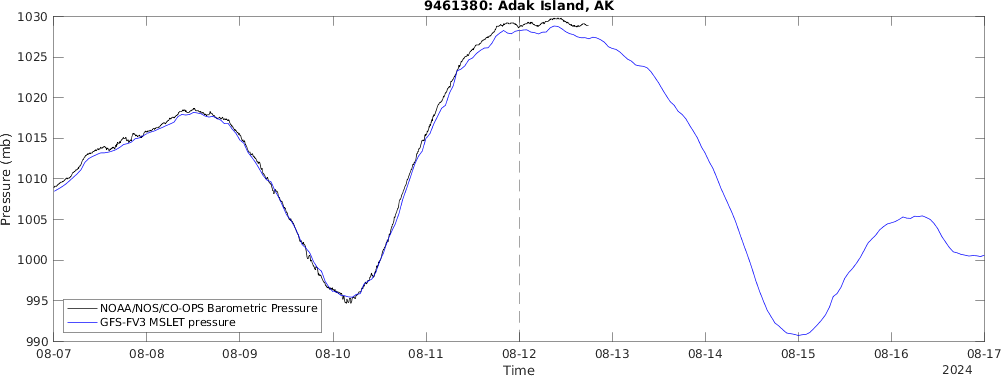 9461380: Adak Island, AK
1030
1025
1020
1015
1010
1005
1000
995
990
Pressure (mb)
NOAA/NOS/CO-OPS Barometric Pressure
GFS-FV3 MSLET pressure
08-07 08-08 08-09 08-10 08-11 08-12 08-13 08-14 08-15 08-16 08-17
Time
2024